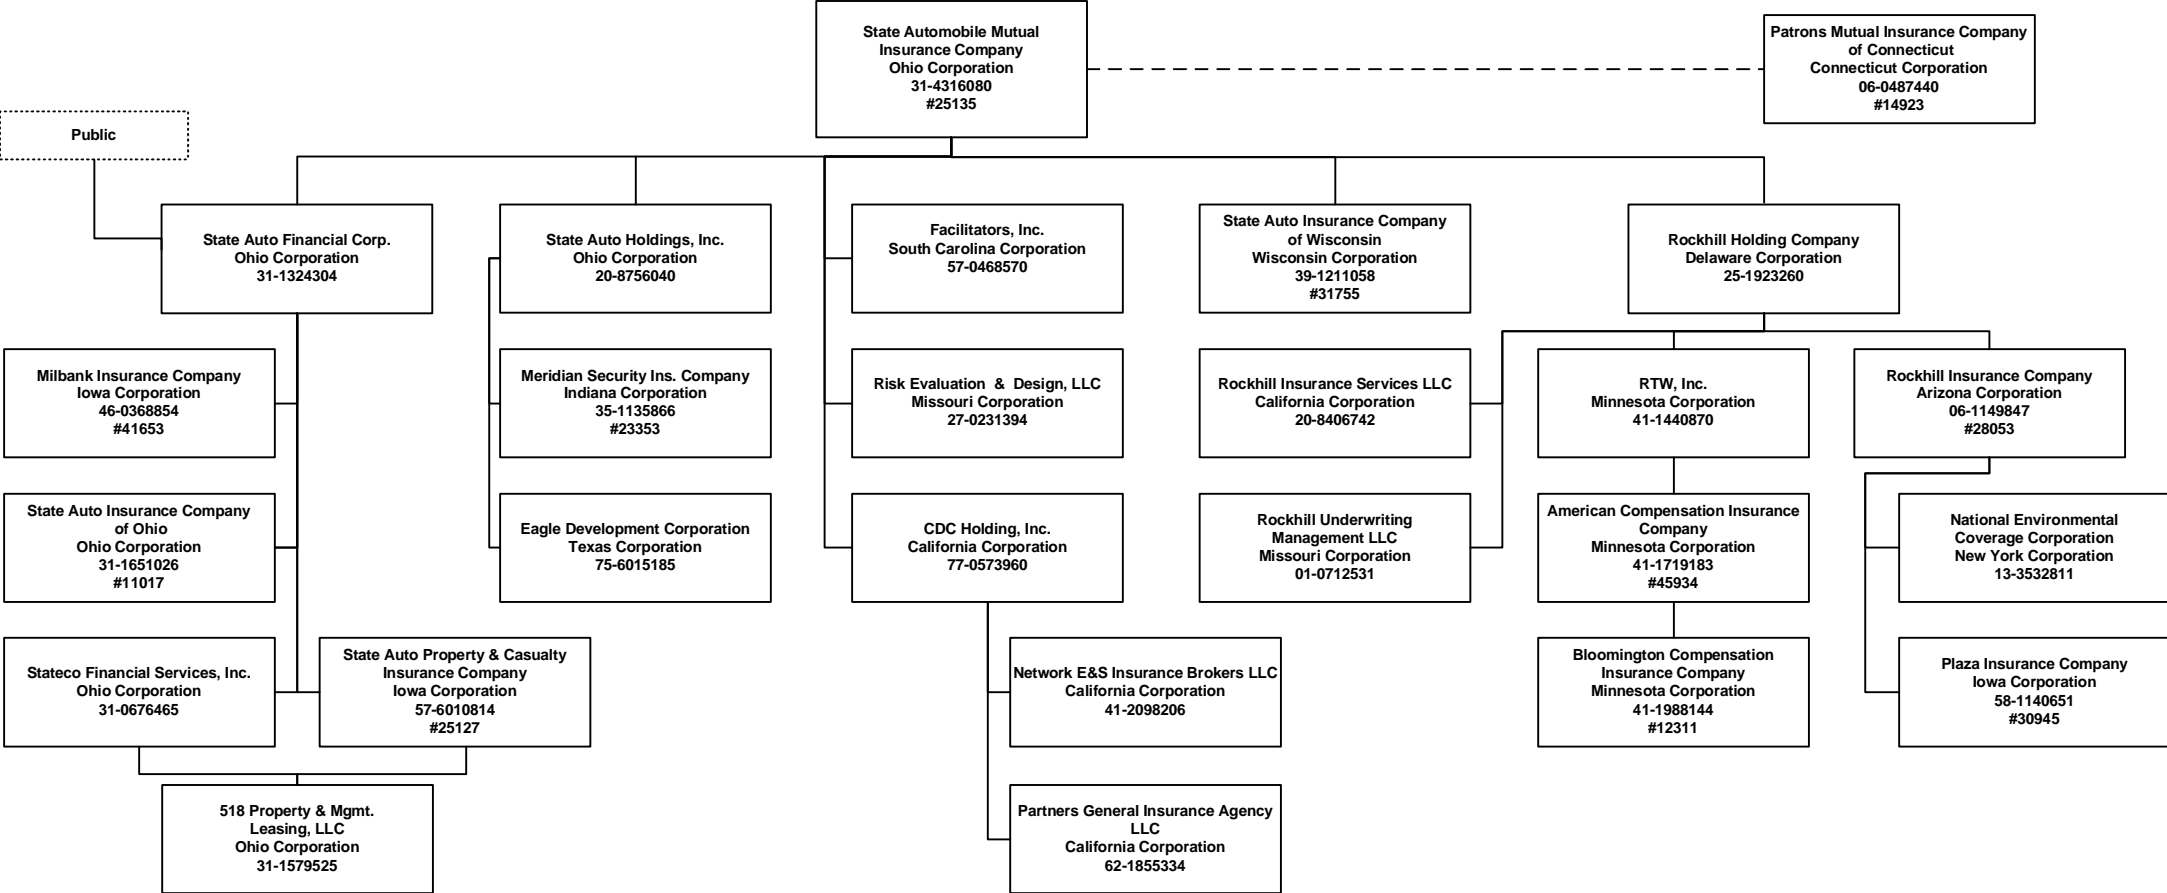 State Automobile Mutual
Insurance Company
Ohio Corporation
31-4316080
#25135
Patrons Mutual Insurance Company
of Connecticut
Connecticut Corporation
06-0487440
#14923
Public
State Auto Financial Corp.
Ohio Corporation
31-1324304
State Auto Holdings, Inc.
Ohio Corporation
20-8756040
Facilitators, Inc.
South Carolina Corporation
57-0468570
State Auto Insurance Company
of Wisconsin
Wisconsin Corporation
39-1211058
#31755
Rockhill Holding Company
Delaware Corporation
25-1923260
Milbank Insurance Company
Iowa Corporation
46-0368854
#41653
Meridian Security Ins. Company
Indiana Corporation
35-1135866
#23353
Risk Evaluation & Design, LLC
Missouri Corporation
27-0231394
Rockhill Insurance Services LLC
California Corporation
20-8406742
RTW, Inc.
Minnesota Corporation
41-1440870
Rockhill Insurance Company
Arizona Corporation
06-1149847
#28053
State Auto Insurance Company
of Ohio
Ohio Corporation
31-1651026
#11017
Eagle Development Corporation
Texas Corporation
75-6015185
CDC Holding, Inc.
California Corporation
77-0573960
Rockhill Underwriting
Management LLC
Missouri Corporation
01-0712531
American Compensation Insurance
Company
Minnesota Corporation
41-1719183
#45934
National Environmental
Coverage Corporation
New York Corporation
13-3532811
Stateco Financial Services, Inc.
Ohio Corporation
31-0676465
State Auto Property & Casualty
Insurance Company
Iowa Corporation
57-6010814
#25127
Network E&S Insurance Brokers LLC
California Corporation
41-2098206
Bloomington Compensation
Insurance Company
Minnesota Corporation
41-1988144
#12311
Plaza Insurance Company
Iowa Corporation
58-1140651
#30945
518 Property & Mgmt.
Leasing, LLC
Ohio Corporation
31-1579525
Partners General Insurance Agency
LLC
California Corporation
62-1855334